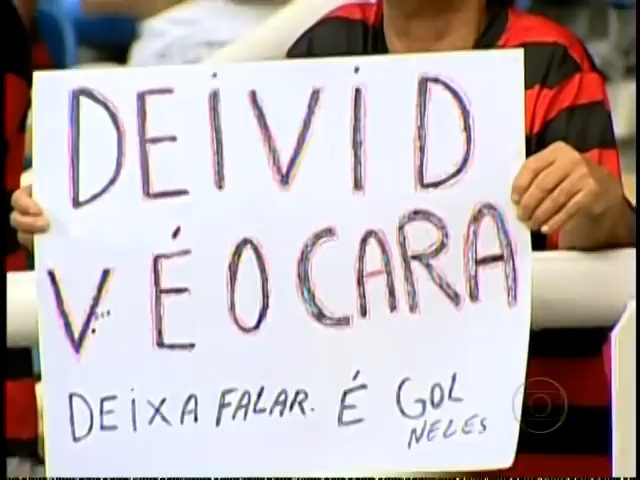 DEIVID
V É O CARA
DEIXA FALAR. É GOL
NELES